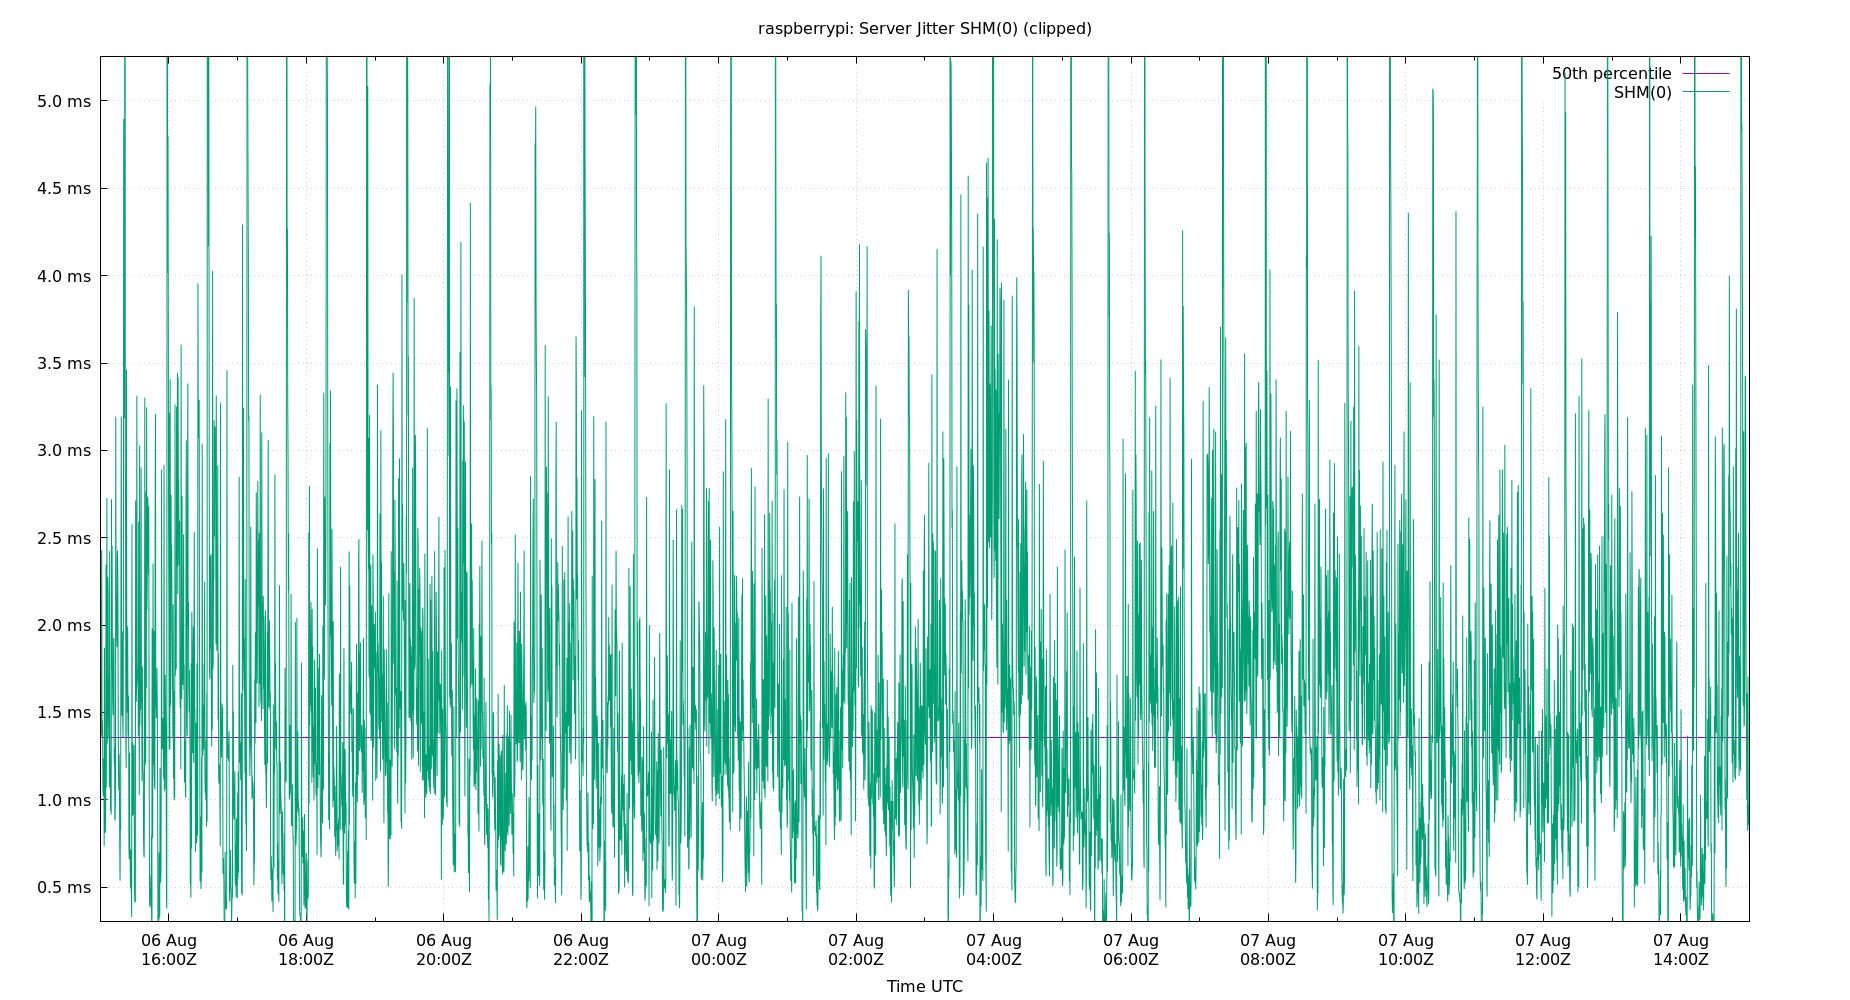 raspberrypi: Server Jitter SHM(0) (clipped)
50th percentile
SHM(0)
5.0 ms
4.5 ms
4.0 ms
3.5 ms
3.0 ms
2.5 ms
2.0 ms
1.5 ms
1.0 ms
0.5 ms
06 Aug 06 Aug 06 Aug 06 Aug 07 Aug 07 Aug 07 Aug 07 Aug 07 Aug 07 Aug 07 Aug 07 Aug
16:00Z 18:00Z 20:00Z 22:00Z 00:00Z 02:00Z 04:00Z 06:00Z 08:00Z 10:00Z 12:00Z 14:00Z
Time UTC